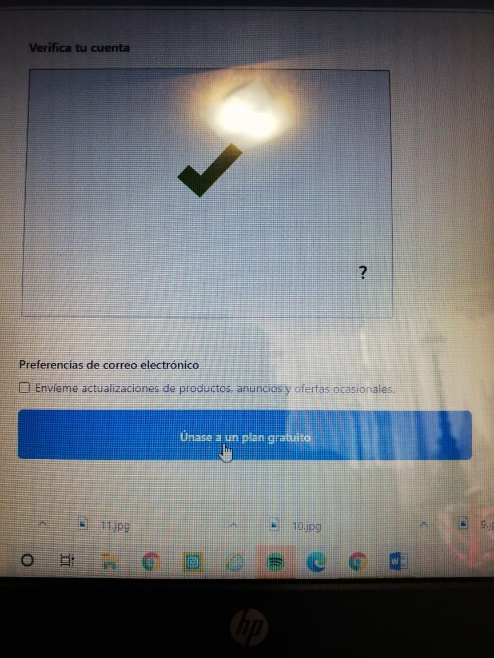 Verifica tu cuenta
?
Preferencias de correo electrónico
Envíeme actualizaciones de productos, anuncios y ofertas ocasionales.
Únase a un plan gratuito
11.jpg
10.jpg
W
hp